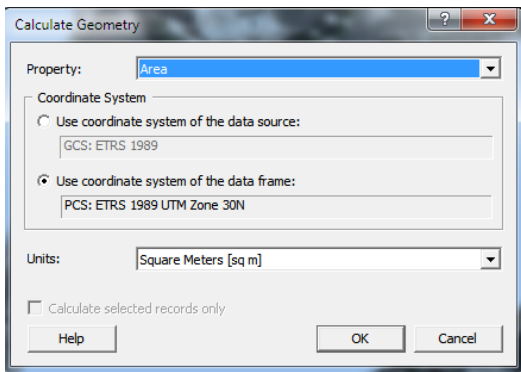 Calculate Geometry
?
X
Property:
Area
Coordinate System
Use coordinate system of the data source:
GCS: ETRS 1989
Use coordinate system of the data frame:
PCS: ETRS 1989 UTM Zone 30N
Units:
Square Meters [sq m]
Calculate selected records only
Help
OK
Cancel